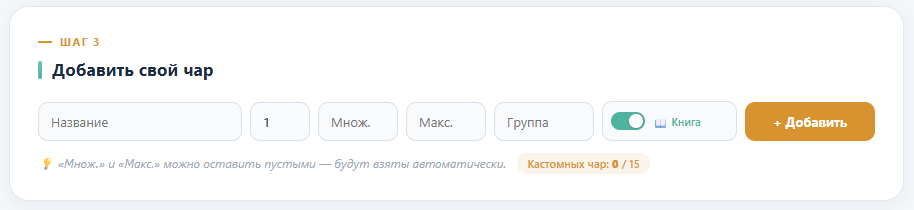 — ШАГ 3
Добавить свой чар
Название 1 Множ. Макс. Группа 📖 Книга + Добавить
💡 «Множ.» и «Макс.» можно оставить пустыми — будут взяты автоматически. Кастомных чар: 0 / 15